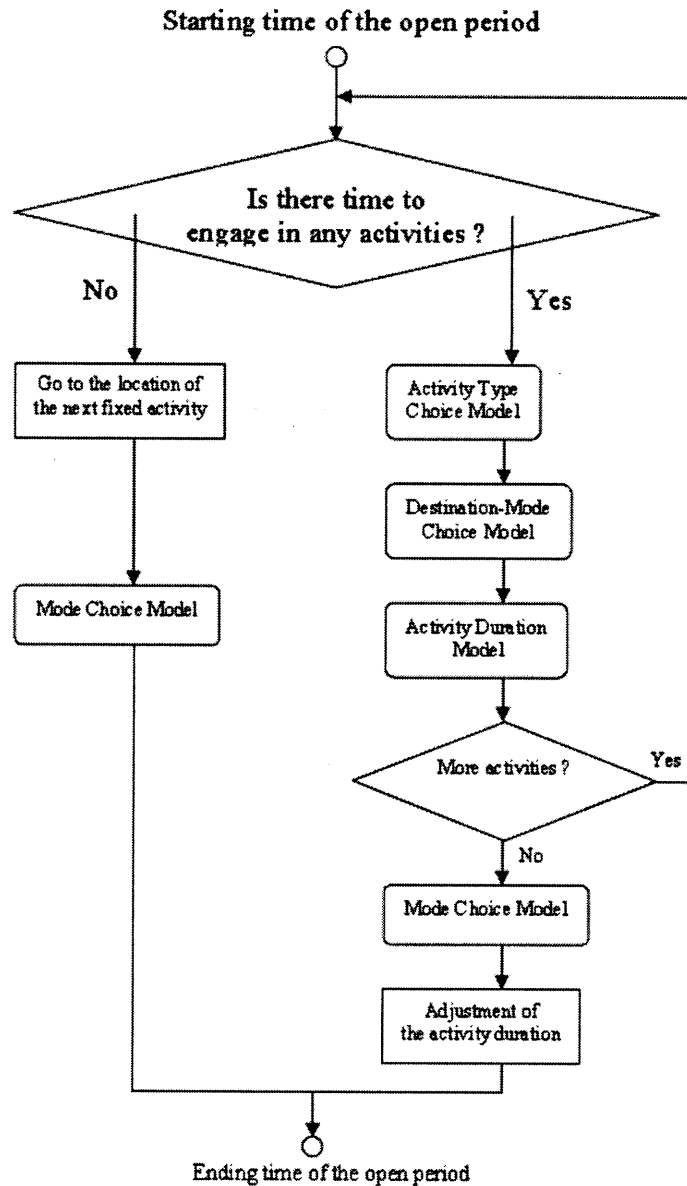 Starting time of the open period
Is there time to
engage in any activities ?
No
Yes
Go to the location of
the next fixed activity
Mode Choice Model
Activity Type
Choice Model
Destination-Mode
Choice Model
Activity Duration
Model
More activities ?
Yes
No
Mode Choice Model
Adjustment of
the activity duration
Ending time of the open period